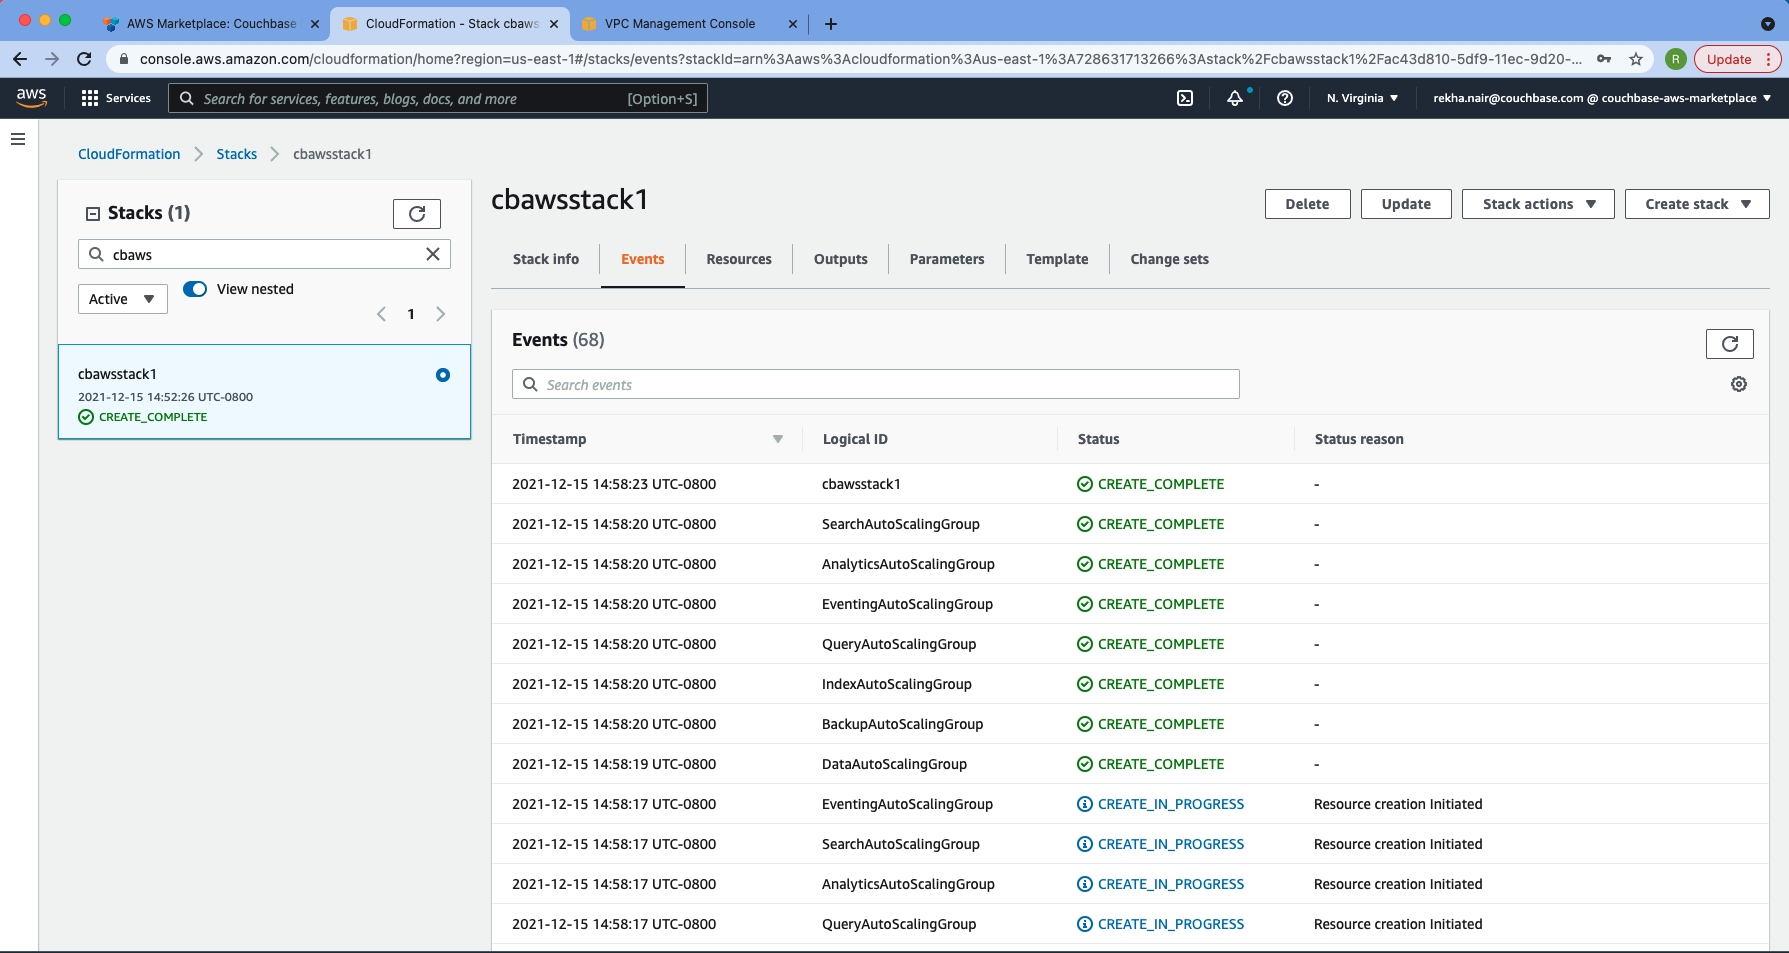 AWS Marketplace: Couchbase
CloudFormation - Stack cbaws
VPC Management Console
console.aws.amazon.com/cloudformation/home?region=us-east-1#/stacks/events?stackId=arn%3Aaws%3Acloudformation%3Aus-east-1%3A728631713266%3Astack%2Fcbawsstack1%2Fac43d810-5df9-11ec-9d20-...
R
Update
aws
Services
Search for services, features, blogs, docs, and more
[Option+S]
N. Virginia
rekha.nair@couchbase.com @ couchbase-aws-marketplace
CloudFormation
Stacks
cbawsstack1
Stacks (1)
cbaws
Active
View nested
1
cbawsstack1
2021-12-15 14:52:26 UTC-0800
CREATE_COMPLETE
cbawsstack1
Delete
Update
Stack actions
Create stack
Stack info
Events
Resources
Outputs
Parameters
Template
Change sets
Events (68)
Search events
Timestamp Logical ID Status Status reason
2021-12-15 14:58:23 UTC-0800 cbawsstack1 CREATE_COMPLETE -
2021-12-15 14:58:20 UTC-0800 SearchAutoScalingGroup CREATE_COMPLETE -
2021-12-15 14:58:20 UTC-0800 AnalyticsAutoScalingGroup CREATE_COMPLETE -
2021-12-15 14:58:20 UTC-0800 EventingAutoScalingGroup CREATE_COMPLETE -
2021-12-15 14:58:20 UTC-0800 QueryAutoScalingGroup CREATE_COMPLETE -
2021-12-15 14:58:20 UTC-0800 IndexAutoScalingGroup CREATE_COMPLETE -
2021-12-15 14:58:20 UTC-0800 BackupAutoScalingGroup CREATE_COMPLETE -
2021-12-15 14:58:19 UTC-0800 DataAutoScalingGroup CREATE_COMPLETE -
2021-12-15 14:58:17 UTC-0800 EventingAutoScalingGroup CREATE_IN_PROGRESS Resource creation Initiated
2021-12-15 14:58:17 UTC-0800 SearchAutoScalingGroup CREATE_IN_PROGRESS Resource creation Initiated
2021-12-15 14:58:17 UTC-0800 AnalyticsAutoScalingGroup CREATE_IN_PROGRESS Resource creation Initiated
2021-12-15 14:58:17 UTC-0800 QueryAutoScalingGroup CREATE_IN_PROGRESS Resource creation Initiated